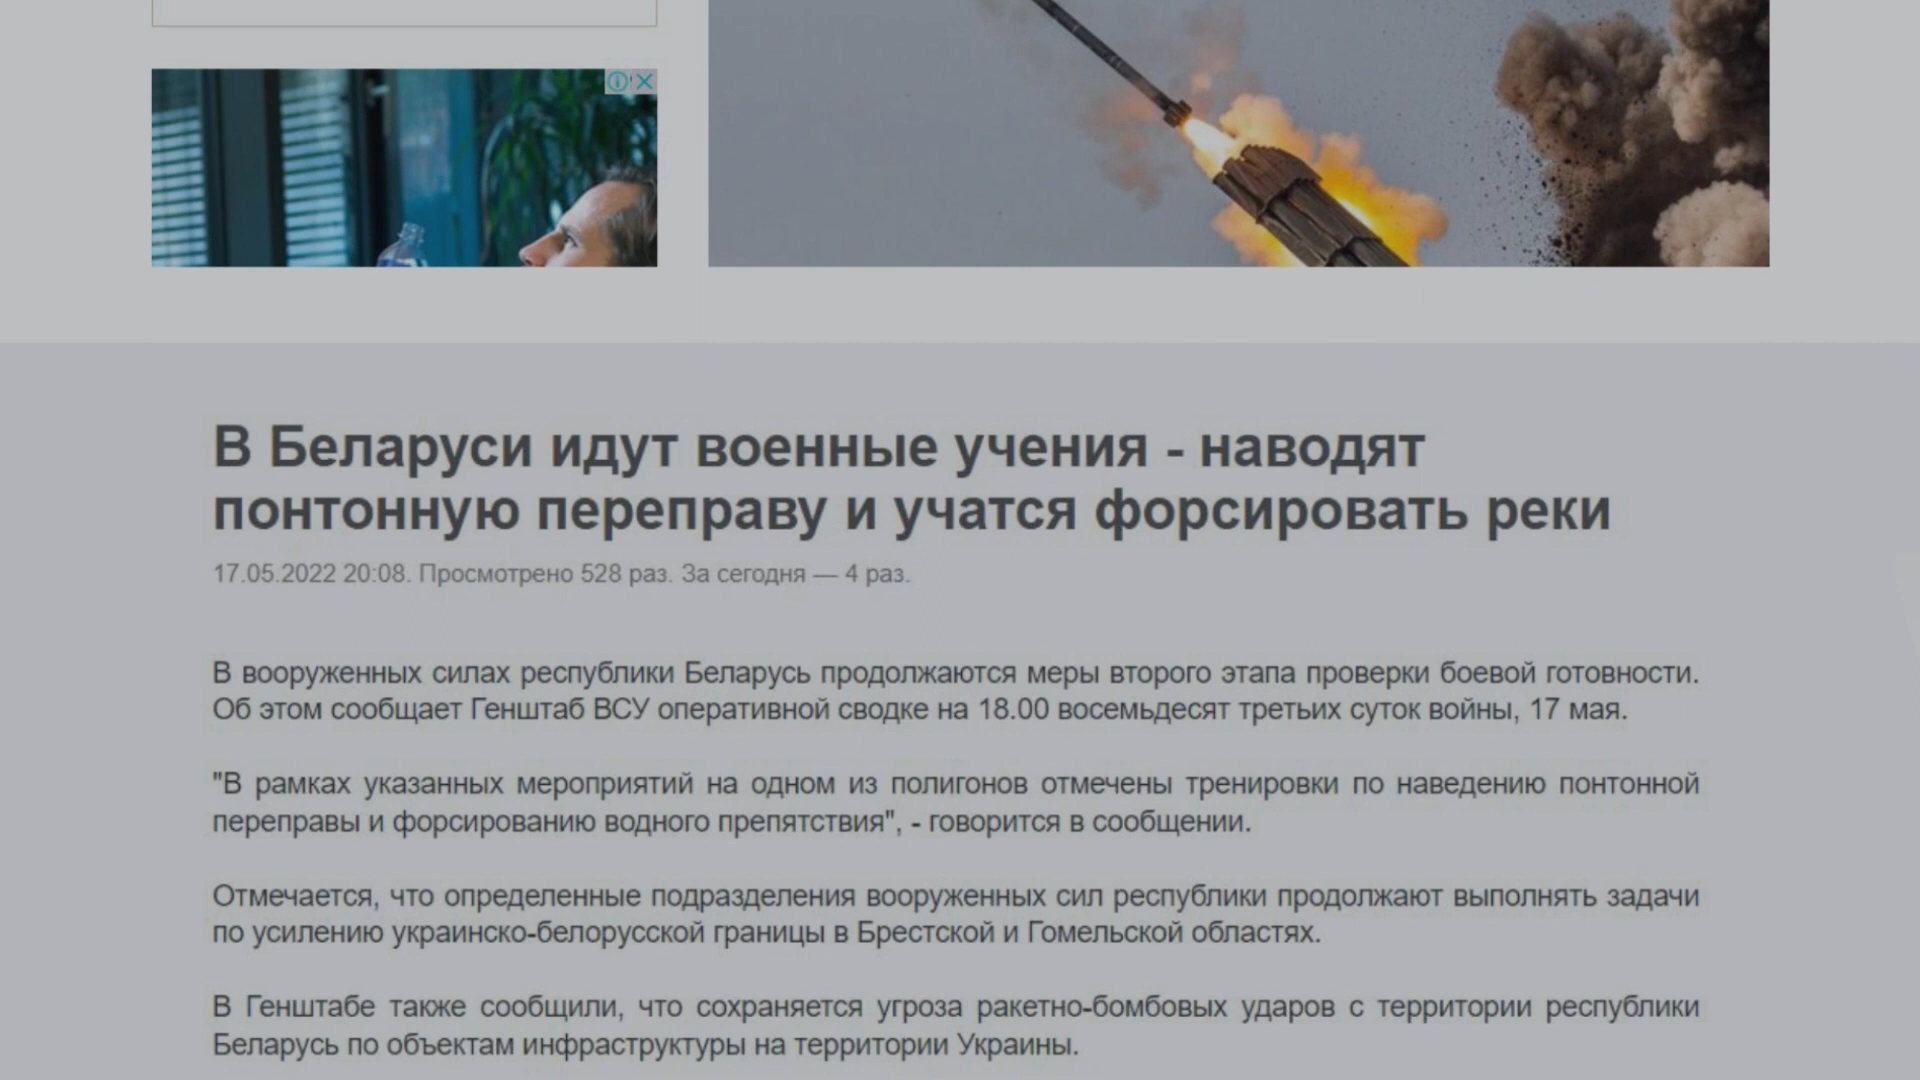 В Беларуси идут военные учения - наводят
понтонную переправу и учатся форсировать реки
17.05.2022 20:08. Просмотрено 528 раз. За сегодня — 4 раз.
В вооруженных силах республики Беларусь продолжаются меры второго этапа проверки боевой готовности.
Об этом сообщает Генштаб ВСУ оперативной сводке на 18.00 восемьдесят третьих суток войны, 17 мая.
"В рамках указанных мероприятий на одном из полигонов отмечены тренировки по наведению понтонной
переправы и форсированию водного препятствия", - говорится в сообщении.
Отмечается, что определенные подразделения вооруженных сил республики продолжают выполнять задачи
по усилению украинско-белорусской границы в Брестской и Гомельской областях.
В Генштабе также сообщили, что сохраняется угроза ракетно-бомбовых ударов с территории республики
Беларусь по объектам инфраструктуры на территории Украины.